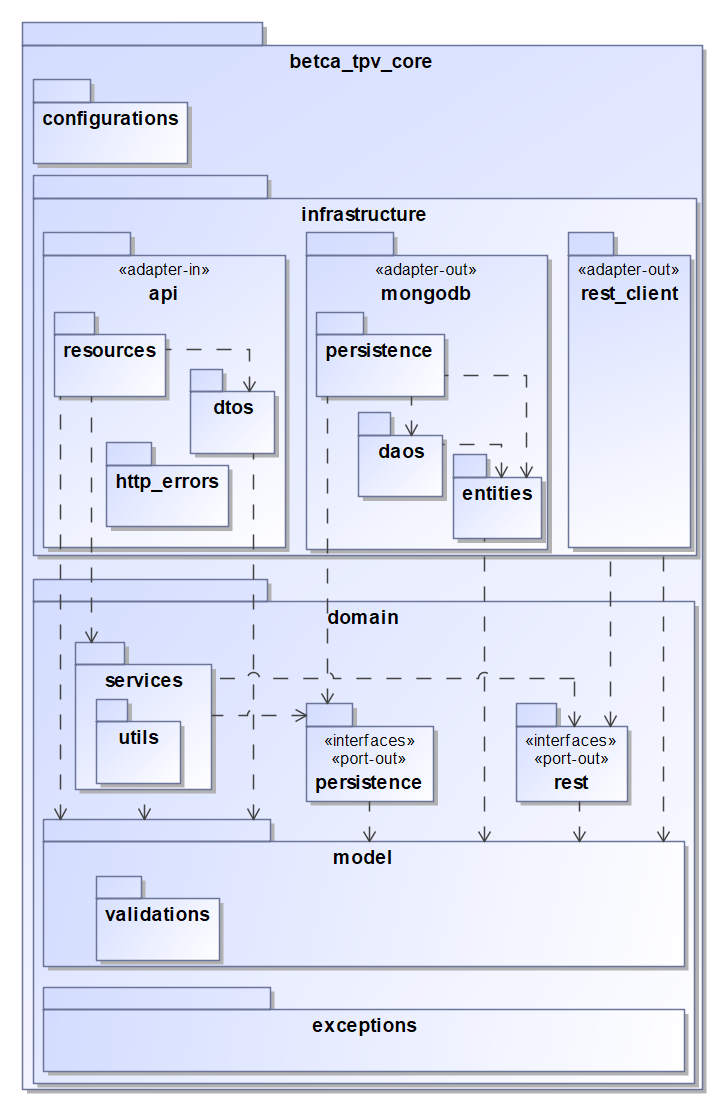 betca_tpv_core
configurations
infrastructure
«adapter-in»
api
resources
dtos
http_errors
«adapter-out»
mongodb
persistence
daos
entities
«adapter-out»
rest_client
domain
services
utils
«interfaces»
«port-out»
persistence
«interfaces»
«port-out»
rest
model
validations
exceptions